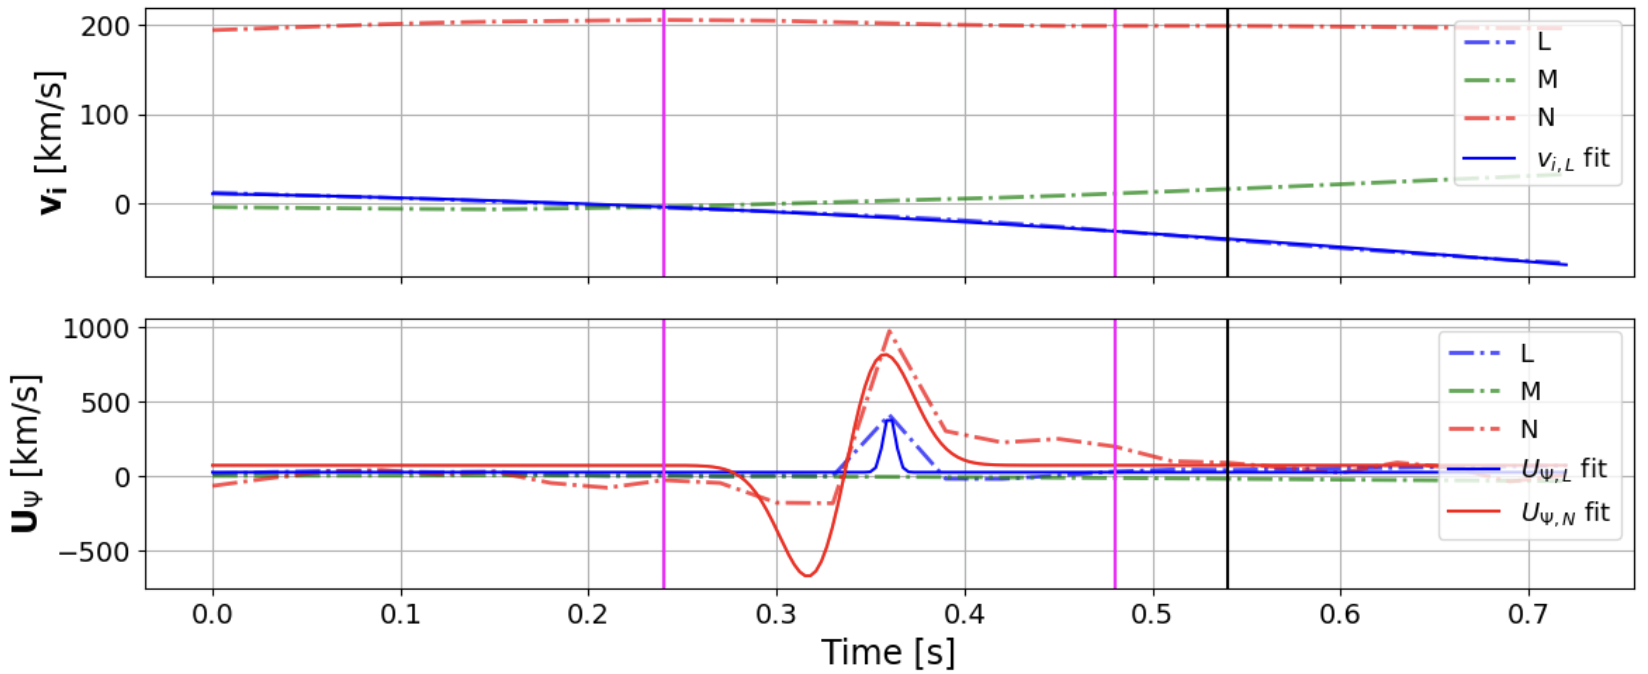 200
100
0
v_i [km/s]
L
M
N
v_{i,L} fit
1000
500
0
−500
U_Ψ [km/s]
L
M
N
U_{Ψ,L} fit
U_{Ψ,N} fit
0.0 0.1 0.2 0.3 0.4 0.5 0.6 0.7
Time [s]